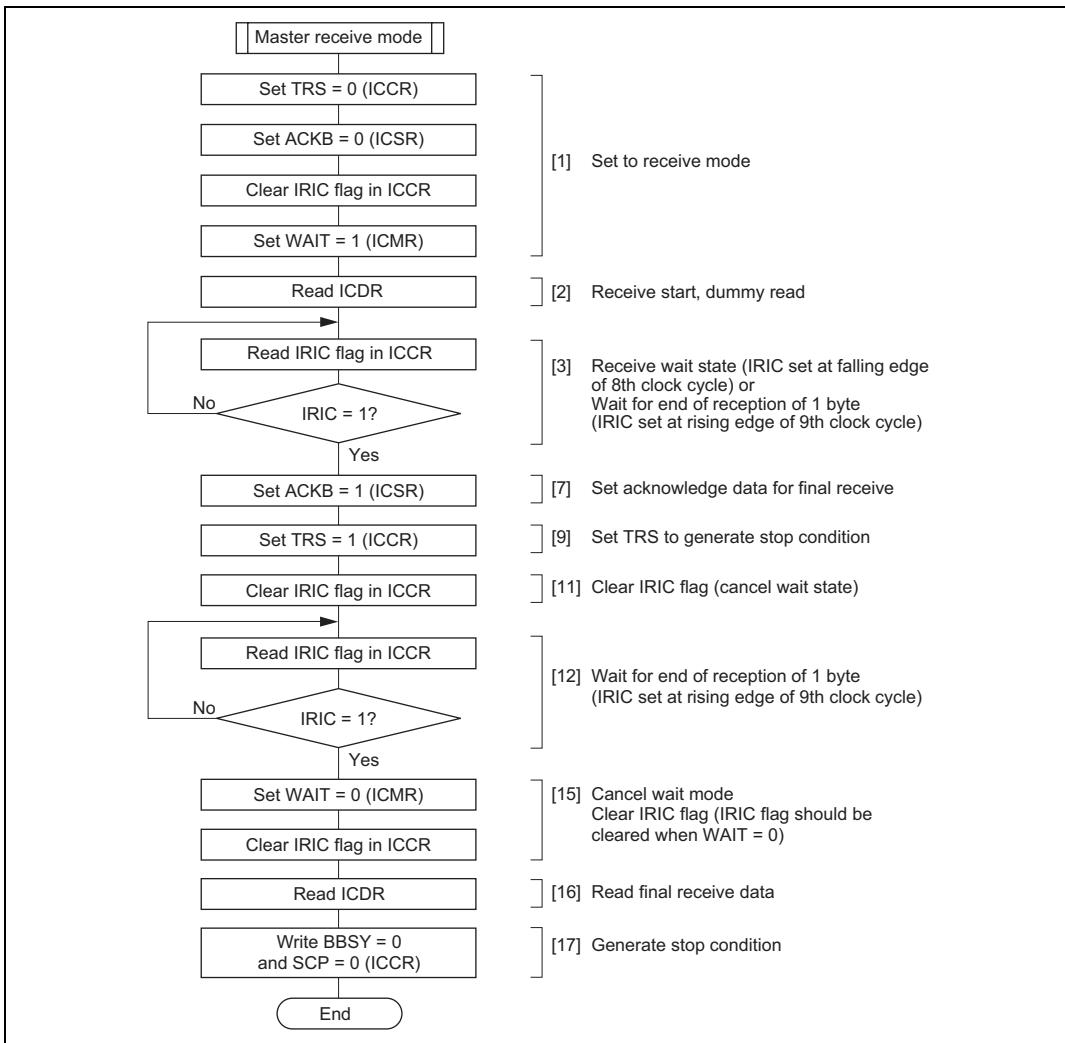 Master receive mode
Set TRS = 0 (ICCR)
Set ACKB = 0 (ICSR)
Clear IRIC flag in ICCR
Set WAIT = 1 (ICMR)
[1] Set to receive mode
Read ICDR
[2] Receive start, dummy read
Read IRIC flag in ICCR
No
IRIC = 1?
Yes
[3] Receive wait state (IRIC set at falling edge
of 8th clock cycle) or
Wait for end of reception of 1 byte
(IRIC set at rising edge of 9th clock cycle)
Set ACKB = 1 (ICSR)
[7] Set acknowledge data for final receive
Set TRS = 1 (ICCR)
[9] Set TRS to generate stop condition
Clear IRIC flag in ICCR
[11] Clear IRIC flag (cancel wait state)
Read IRIC flag in ICCR
No
IRIC = 1?
Yes
[12] Wait for end of reception of 1 byte
(IRIC set at rising edge of 9th clock cycle)
Set WAIT = 0 (ICMR)
Clear IRIC flag in ICCR
[15] Cancel wait mode
Clear IRIC flag (IRIC flag should be
cleared when WAIT = 0)
Read ICDR
[16] Read final receive data
Write BBSY = 0
and SCP = 0 (ICCR)
[17] Generate stop condition
End